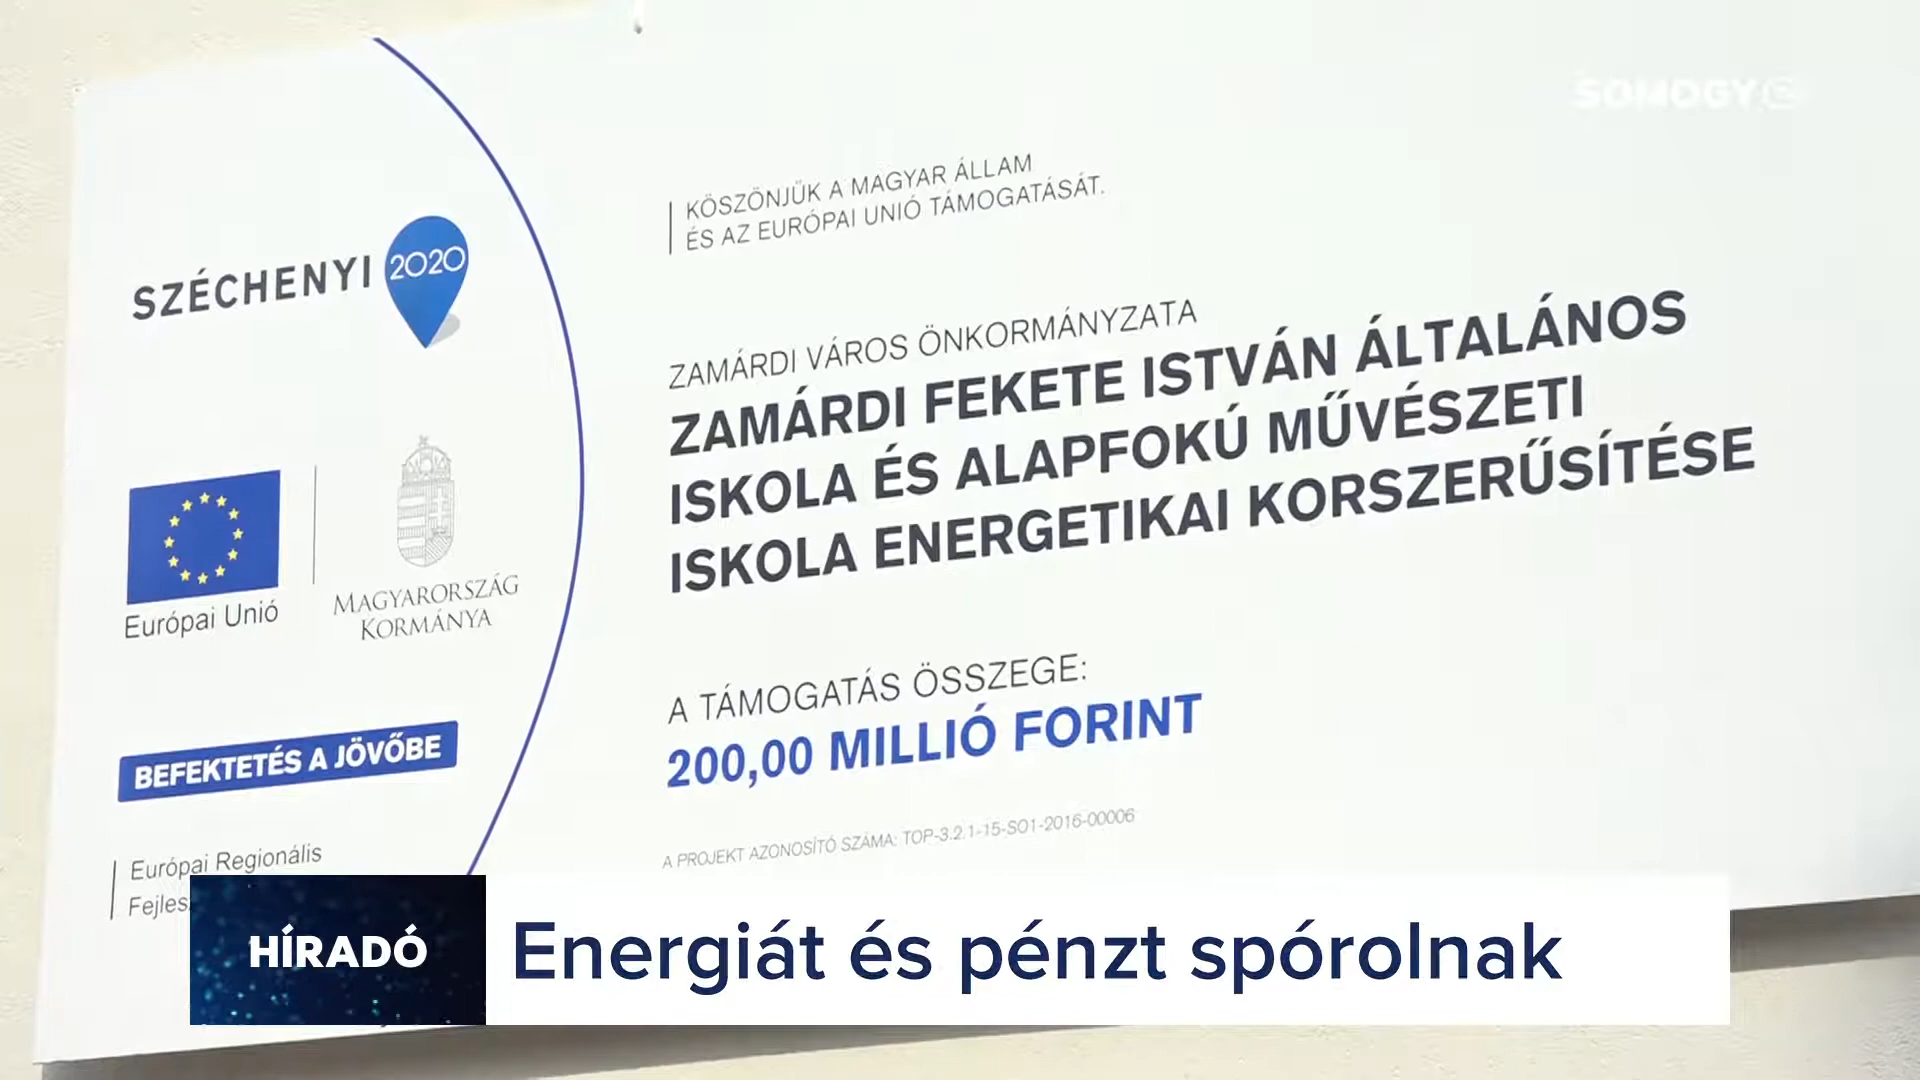 SOMOGY
KÖSZÖNJÜK A MAGYAR ÁLLAM
ÉS AZ EURÓPAI UNIÓ TÁMOGATÁSÁT.
SZÉCHENYI 2020
ZAMÁRDI VÁROS ÖNKORMÁNYZATA
ZAMÁRDI FEKETE ISTVÁN ÁLTALÁNOS
ISKOLA ÉS ALAPFOKÚ MŰVÉSZETI
ISKOLA ENERGETIKAI KORSZERŰSÍTÉSE
Európai Unió
MAGYARORSZÁG
KORMÁNYA
A TÁMOGATÁS ÖSSZEGE:
200,00 MILLIÓ FORINT
BEFEKTETÉS A JÖVŐBE
A PROJEKT AZONOSÍTÓ SZÁMA: TOP-3.2.1-15-SO1-2016-00006
Európai Regionális
Fejles
HÍRADÓ
Energiát és pénzt spórolnak